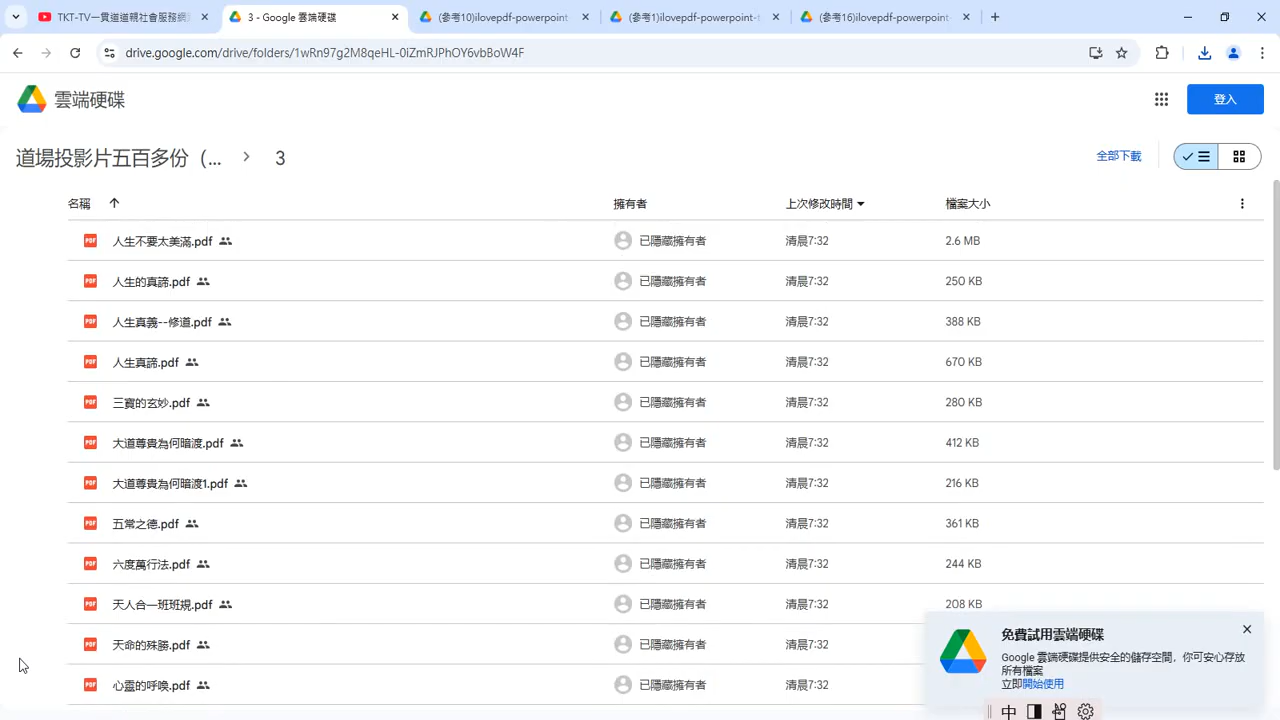 TKT-TV一貫道
3 - Google 雲端硬碟
(參考1)ilovepdf-powerpoint-
(參考16)ilovepdf-powerpoint
drive.google.com/drive/folders/1wRn97g2M8qeHL-0iZmRJPhOY6vp8oW4F
雲端硬碟
登入
道場投影片五百多份（... > 3
全部下載
名稱 擁有者 上次修改時間 檔案大小
人生不要太美滿.pdf 已隱藏擁有者 清晨7:32 2.6 MB
人生的真諦.pdf 已隱藏擁有者 清晨7:32 250 KB
人生真義--修道.pdf 已隱藏擁有者 清晨7:32 388 KB
人生真諦.pdf 已隱藏擁有者 清晨7:32 670 KB
三寶的玄妙.pdf 已隱藏擁有者 清晨7:32 280 KB
大道尊貴為何暗渡.pdf 已隱藏擁有者 清晨7:32 412 KB
大道尊貴為何暗渡1.pdf 已隱藏擁有者 清晨7:32 216 KB
五常之德.pdf 已隱藏擁有者 清晨7:32 361 KB
六度萬行法.pdf 已隱藏擁有者 清晨7:32 244 KB
天人合一班班規.pdf 已隱藏擁有者 清晨7:32 208 KB
天命的殊勝.pdf 已隱藏擁有者 清晨7:32
心靈的呼喚.pdf 已隱藏擁有者 清晨7:32
免費試用雲端硬碟
Google 雲端硬碟提供安全的儲存空間，你可安心存放
所有檔案
立即開始使用
中